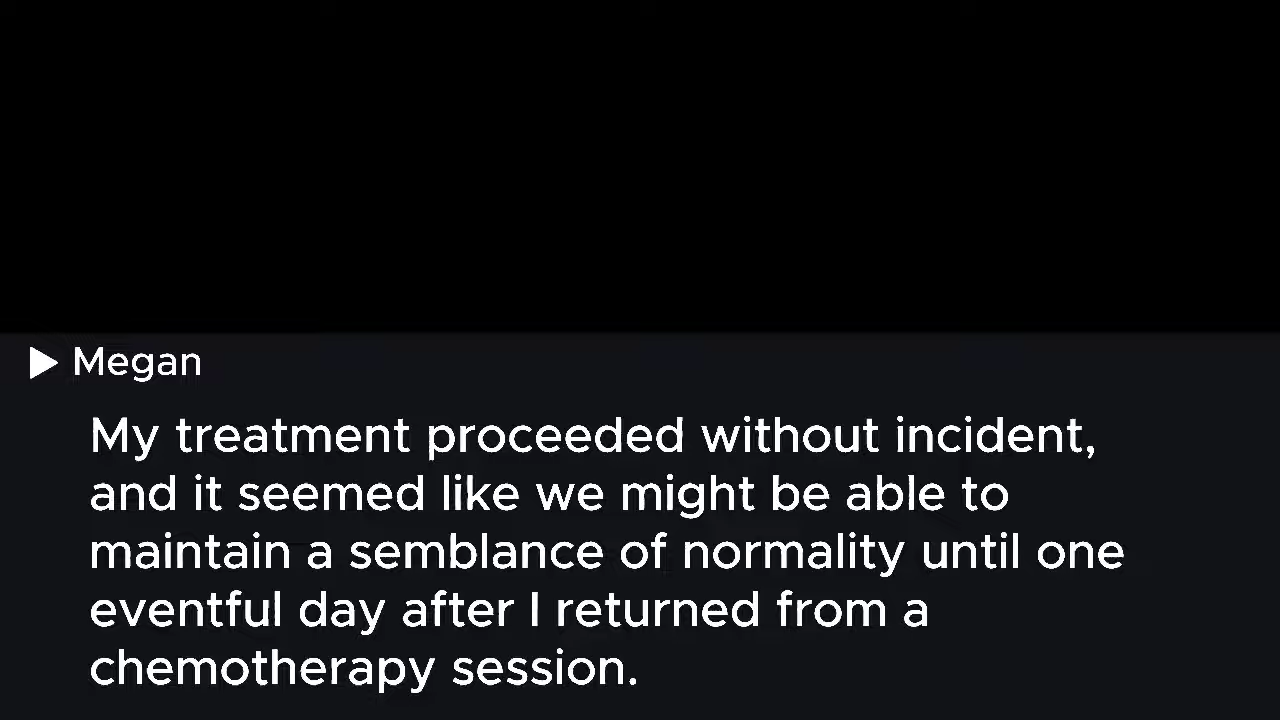 Megan
My treatment proceeded without incident,
and it seemed like we might be able to
maintain a semblance of normality until one
eventful day after I returned from a
chemotherapy session.